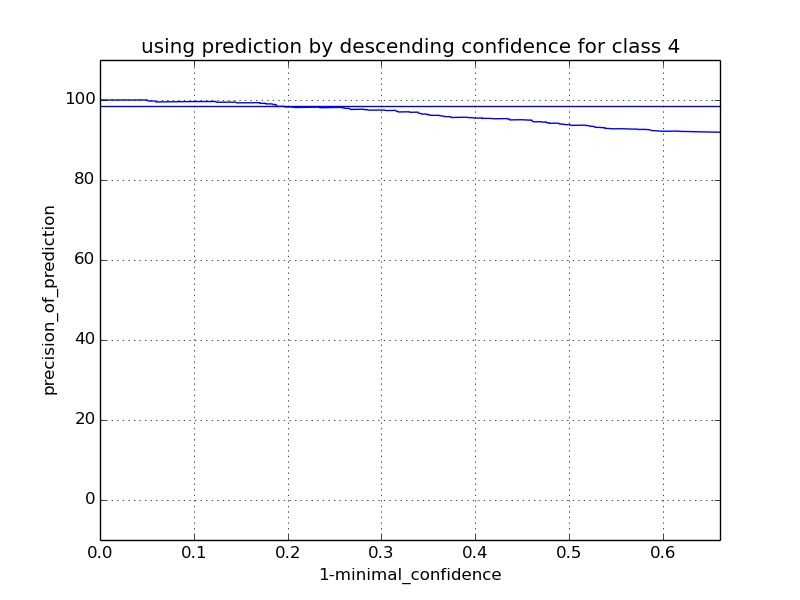 using prediction by descending confidence for class 4
100
80
60
40
20
0
precision_of_prediction
0.0 0.1 0.2 0.3 0.4 0.5 0.6
1-minimal_confidence